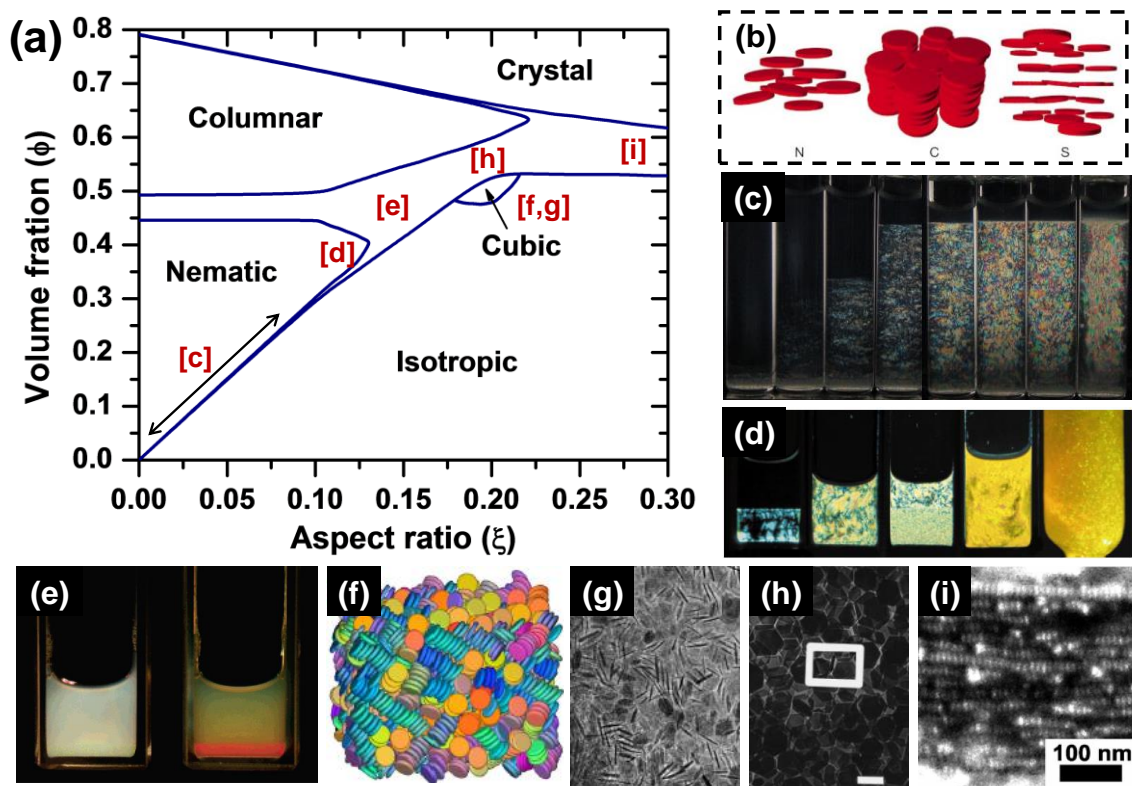 (a)
0.8
0.7
0.6
0.5
0.4
0.3
0.2
0.1
0.0
Volume fration (ϕ)
Crystal
Columnar
[h]
[i]
[e]
[f,g]
[d]
Cubic
Nematic
[c]
Isotropic
0.00 0.05 0.10 0.15 0.20 0.25 0.30
Aspect ratio (ξ)
(b)
N C S
(c)
(d)
(e)
(f)
(g)
(h)
(i)
100 nm